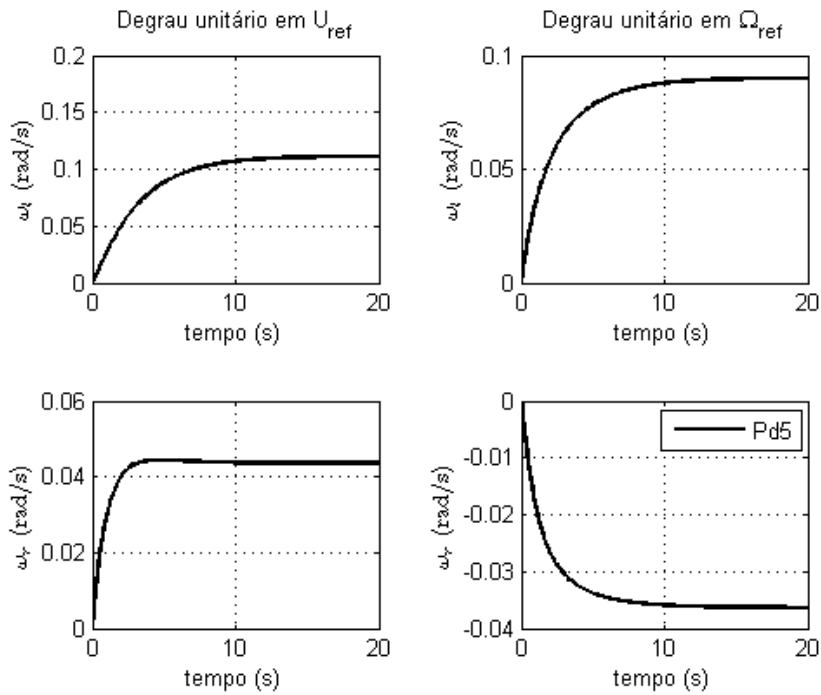 Degrau unitário em U_ref
Degrau unitário em Ω_ref
0.2
0.15
0.1
0.05
0
ω_t (rad/s)
0 10 20
tempo (s)
0.1
0.05
0
ω_t (rad/s)
0 10 20
tempo (s)
0.06
0.04
0.02
0
ω_r (rad/s)
0 10 20
tempo (s)
0
-0.01
-0.02
-0.03
-0.04
ω_r (rad/s)
Pd5
0 10 20
tempo (s)